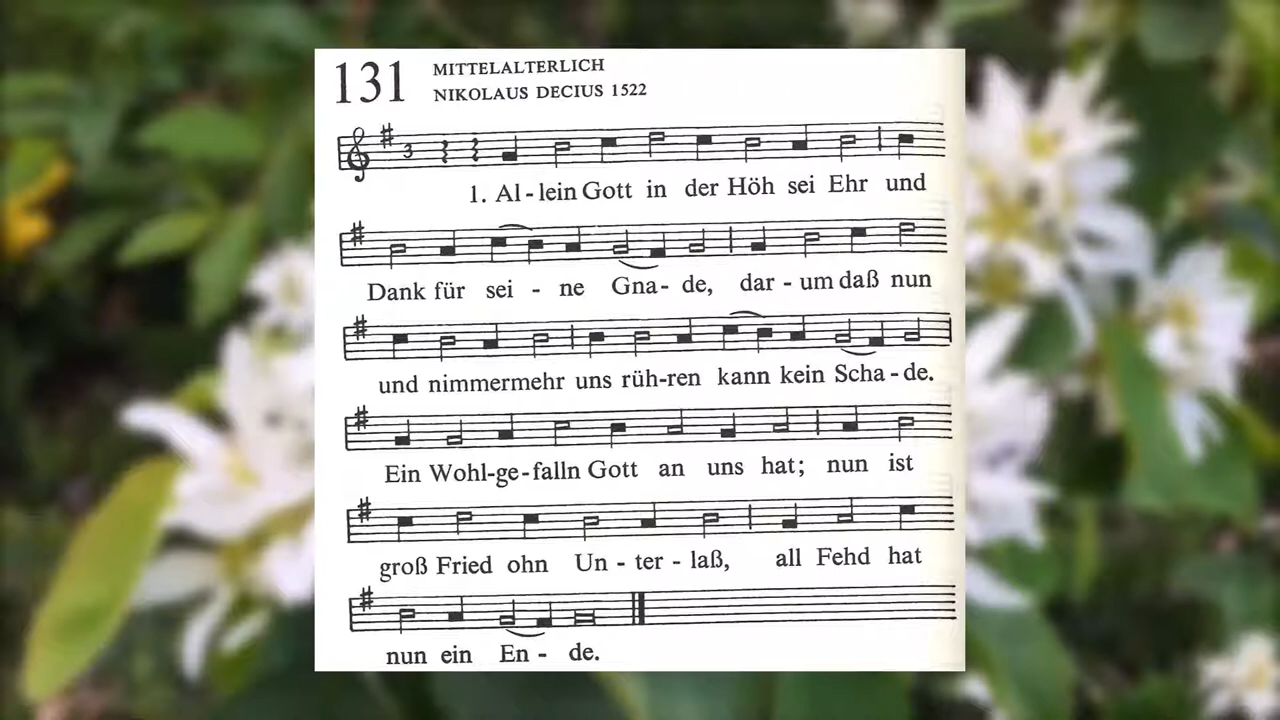 131
MITTELALTERLICH
NIKOLAUS DECIUS 1522
3
1. Al - lein Gott in der Höh sei Ehr und
Dank für sei - ne Gna - de, dar - um daß nun
und nimmermehr uns rüh-ren kann kein Scha - de.
Ein Wohl-ge-falln Gott an uns hat; nun ist
groß Fried ohn Un - ter - laß, all Fehd hat
nun ein En - de.